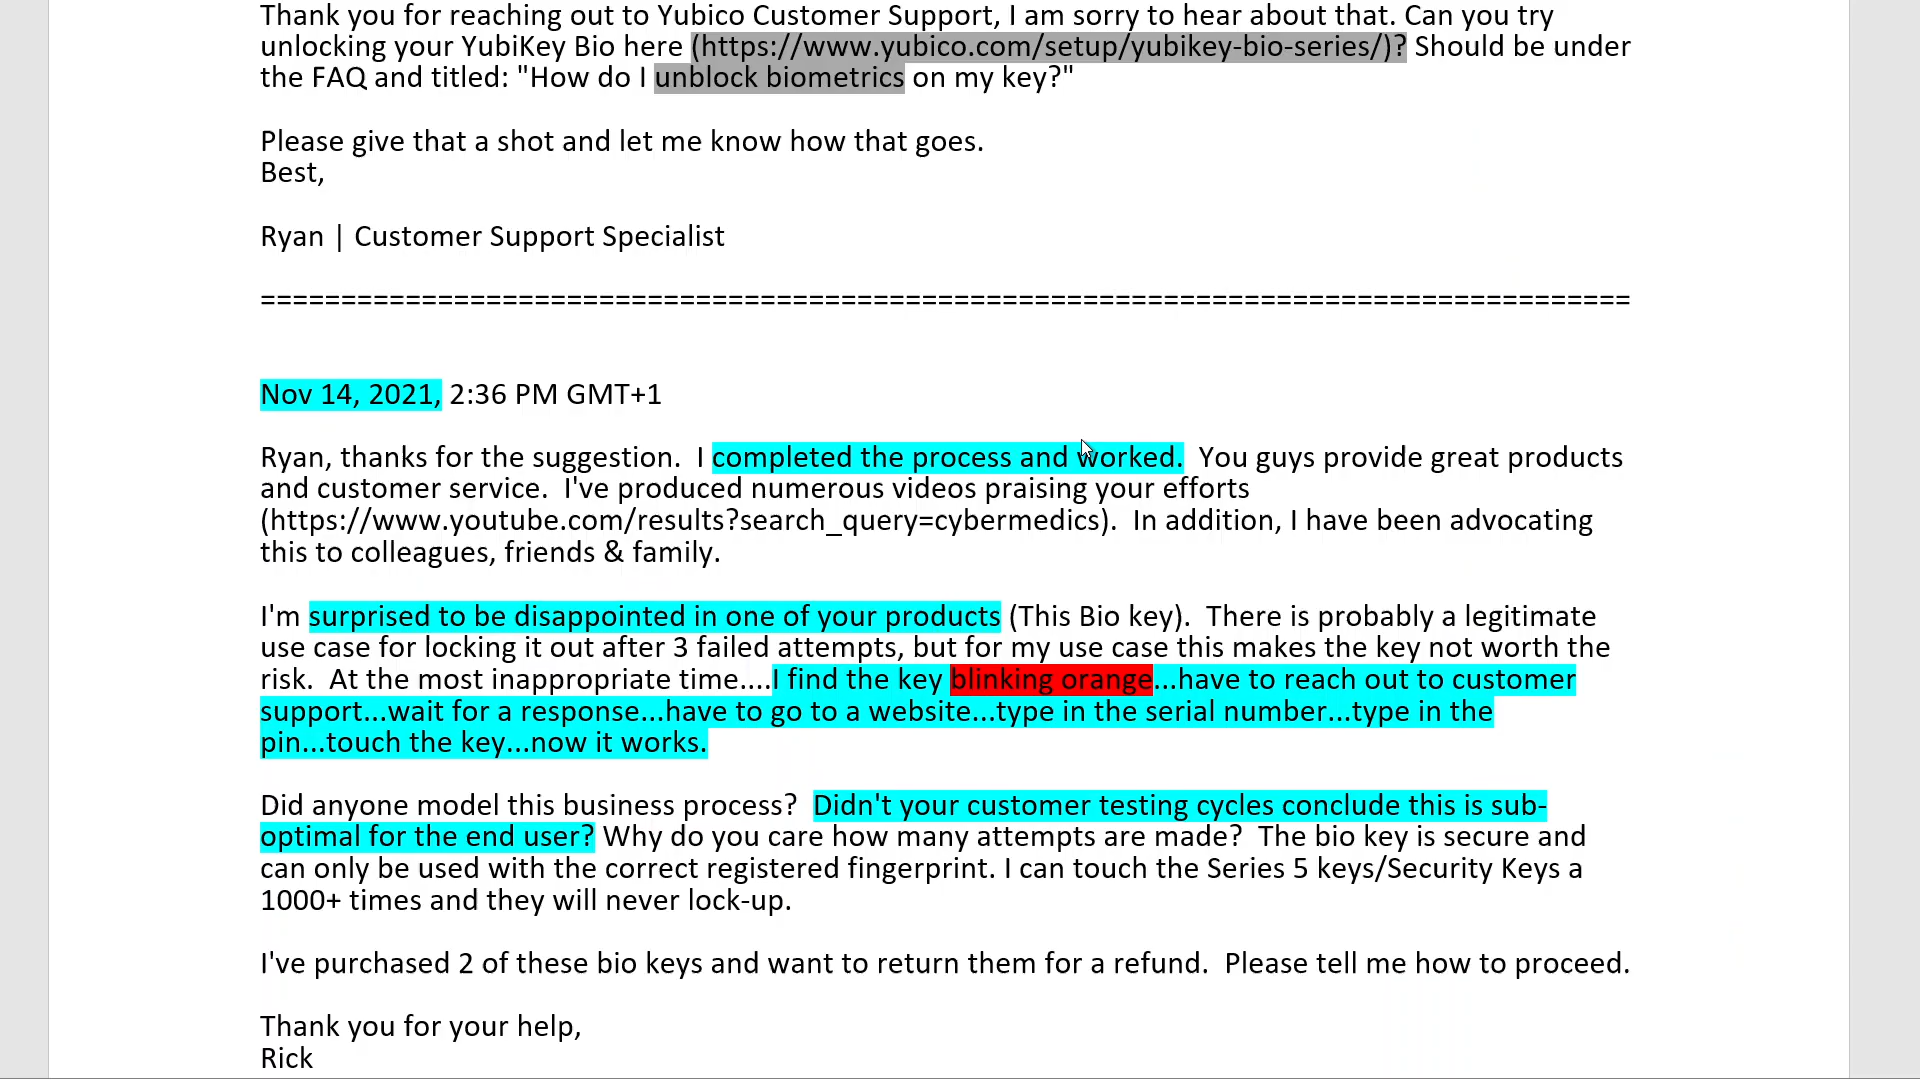 Thank you for reaching out to Yubico Customer Support, I am sorry to hear about that. Can you try
unlocking your YubiKey Bio here (https://www.yubico.com/setup/yubikey-bio-series/)? Should be under
the FAQ and titled: "How do I unblock biometrics on my key?"
Please give that a shot and let me know how that goes.
Best,
Ryan | Customer Support Specialist
=====================================================================================
Nov 14, 2021, 2:36 PM GMT+1
Ryan, thanks for the suggestion.  I completed the process and worked.  You guys provide great products
and customer service.  I've produced numerous videos praising your efforts
(https://www.youtube.com/results?search_query=cybermedics).  In addition, I have been advocating
this to colleagues, friends & family.
I'm surprised to be disappointed in one of your products (This Bio key).  There is probably a legitimate
use case for locking it out after 3 failed attempts, but for my use case this makes the key not worth the
risk.  At the most inappropriate time....I find the key blinking orange...have to reach out to customer
support...wait for a response...have to go to a website...type in the serial number...type in the
pin...touch the key...now it works.
Did anyone model this business process?  Didn't your customer testing cycles conclude this is sub-
optimal for the end user? Why do you care how many attempts are made?  The bio key is secure and
can only be used with the correct registered fingerprint. I can touch the Series 5 keys/Security Keys a
1000+ times and they will never lock-up.
I've purchased 2 of these bio keys and want to return them for a refund.  Please tell me how to proceed.
Thank you for your help,
Rick